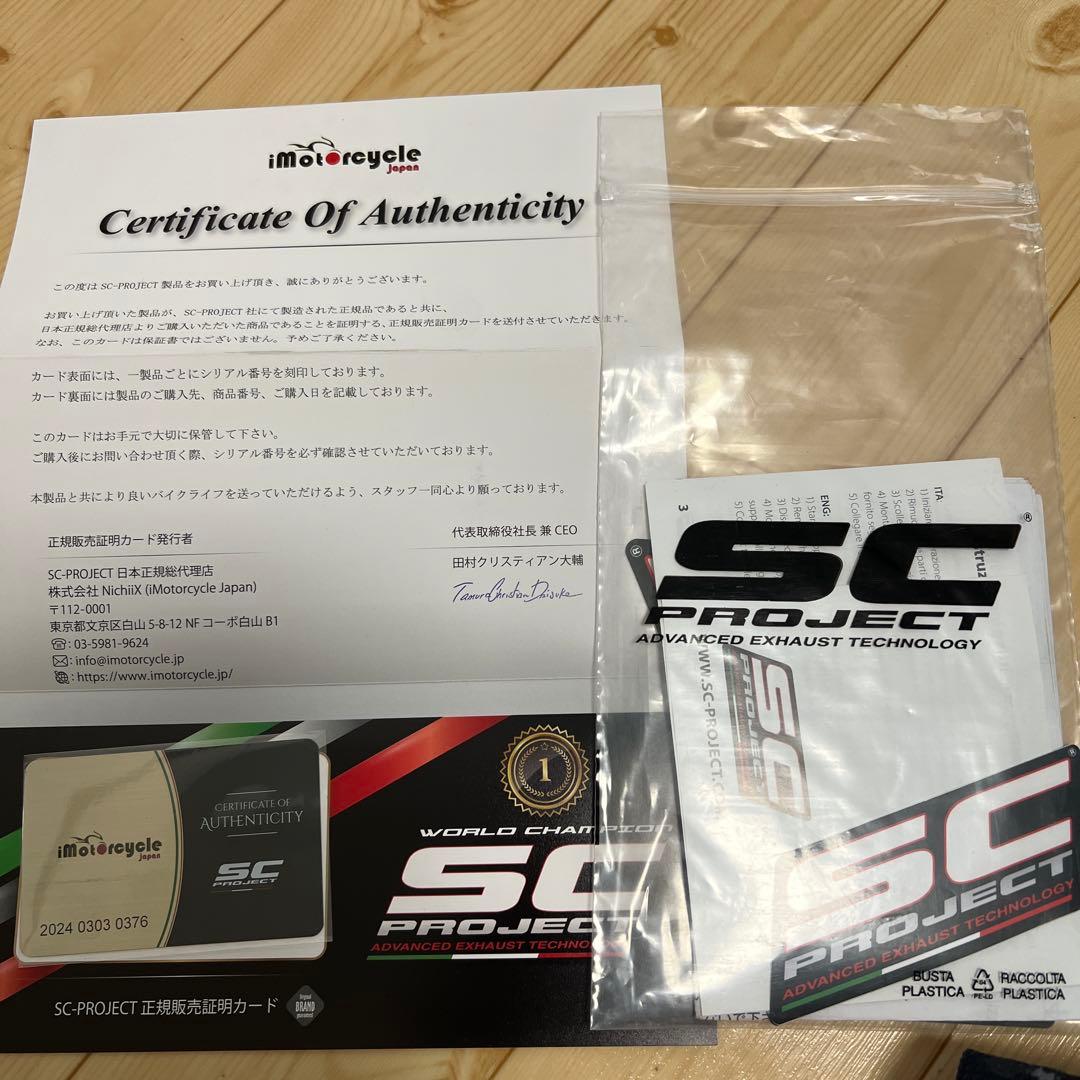 iMotorcycle
Japan
Certificate Of Authenticity
この度は SC-PROJECT 製品をお買い上げ頂き、誠にありがとうございます。
お買い上げ頂いた製品が、SC-PROJECT 社にて製造された正規品であると共に、
日本正規総代理店よりご購入いただいた商品であることを証明する、正規販売証明カードを送付させていただきます。
なお、このカードは保証書ではございません。予めご了承ください。
カード表面には、一製品ごとにシリアル番号を刻印しております。
カード裏面には製品のご購入先、商品番号、ご購入日を記載しております。
このカードはお手元で大切に保管して下さい。
ご購入後にお問い合わせ頂く際、シリアル番号を必ず確認させていただいております。
本製品と共により良いバイクライフを送っていただけるよう、スタッフ一同心より願っております。
正規販売証明カード発行者
SC-PROJECT 日本正規総代理店
株式会社 NichiiX (iMotorcycle Japan)
〒112-0001
東京都文京区白山 5-8-12 NF コーポ白山 B1
☎: 03-5981-9624
✉: info@imotorcycle.jp
: https://www.imotorcycle.jp/
代表取締役社長 兼 CEO
田村クリスティアン大輔
Tamura Christian Daisuke
iMotorcycle
Japan
CERTIFICATE OF
AUTHENTICITY
SC
PROJECT
2024 0303 0376
1
WORLD CHAMPION
SC
PROJECT
ADVANCED EXHAUST TECHNOLOGY
SC-PROJECT 正規販売証明カード
Original
BRAND
guaranteed
ITA
ENG:
3
SC®
PROJECT
ADVANCED EXHAUST TECHNOLOGY
SC
PROJECT
WWW.SC-PROJECT.COM
SC®
PROJECT
ADVANCED EXHAUST TECHNOLOGY
BUSTA
PLASTICA
04
PE-LD
RACCOLTA
PLASTICA